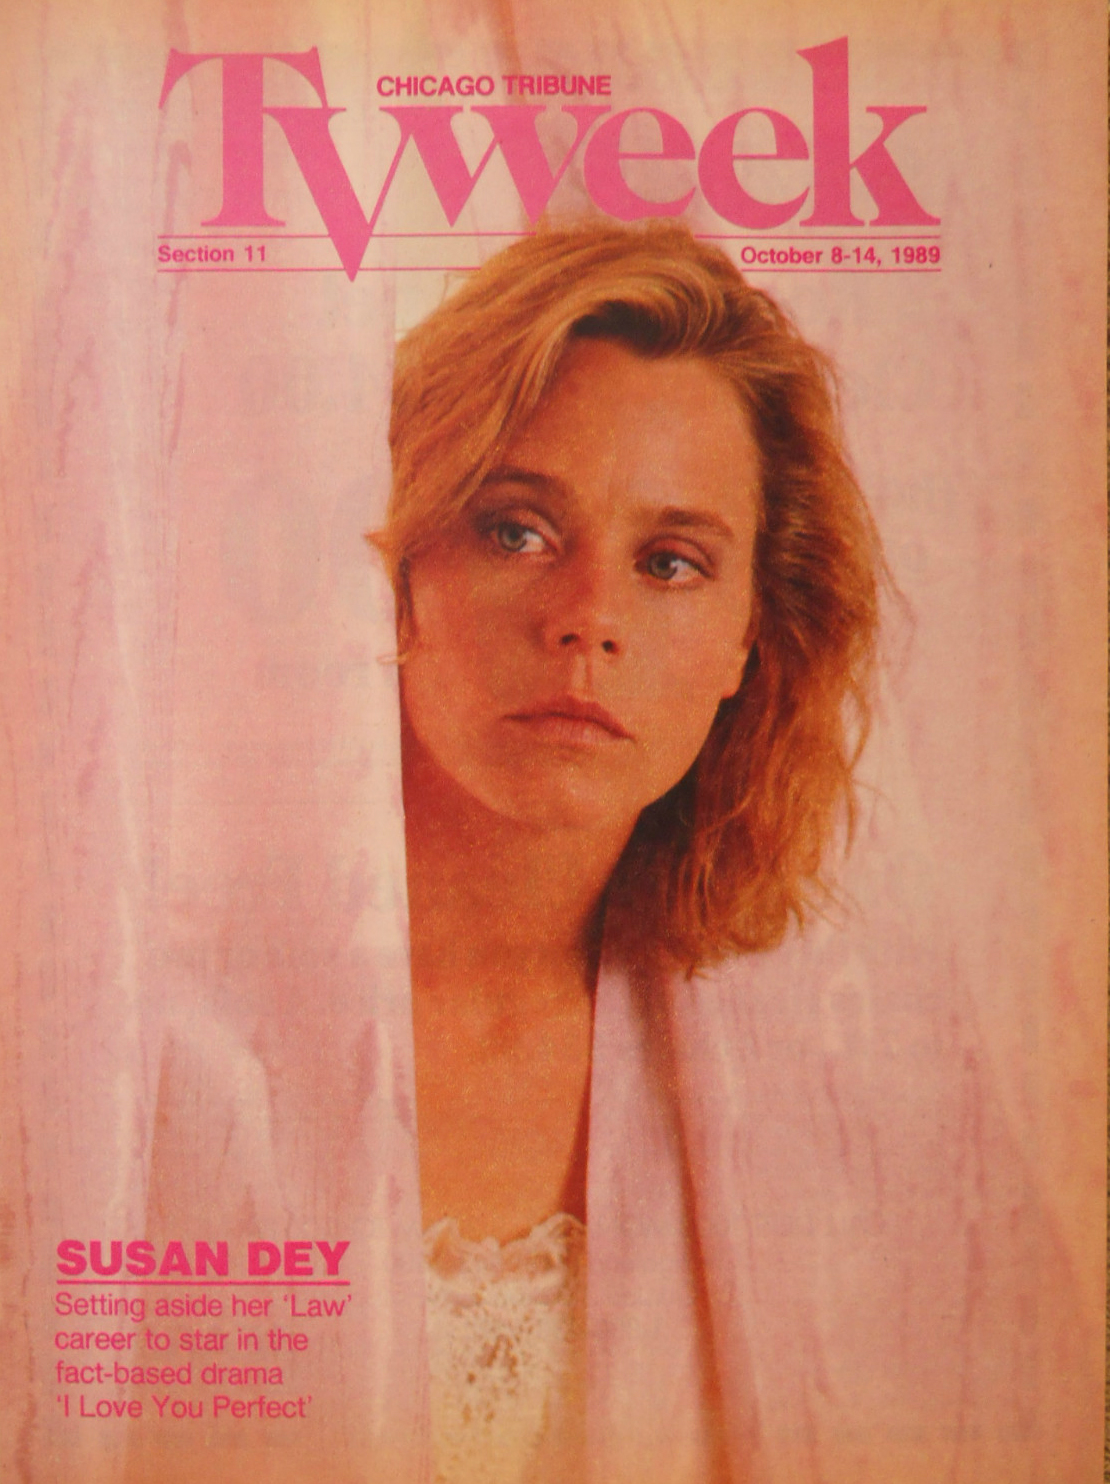 CHICAGO TRIBUNE
TVweek
Section 11
October 8-14, 1989
SUSAN DEY
Setting aside her ‘Law’
career to star in the
fact-based drama
‘I Love You Perfect’